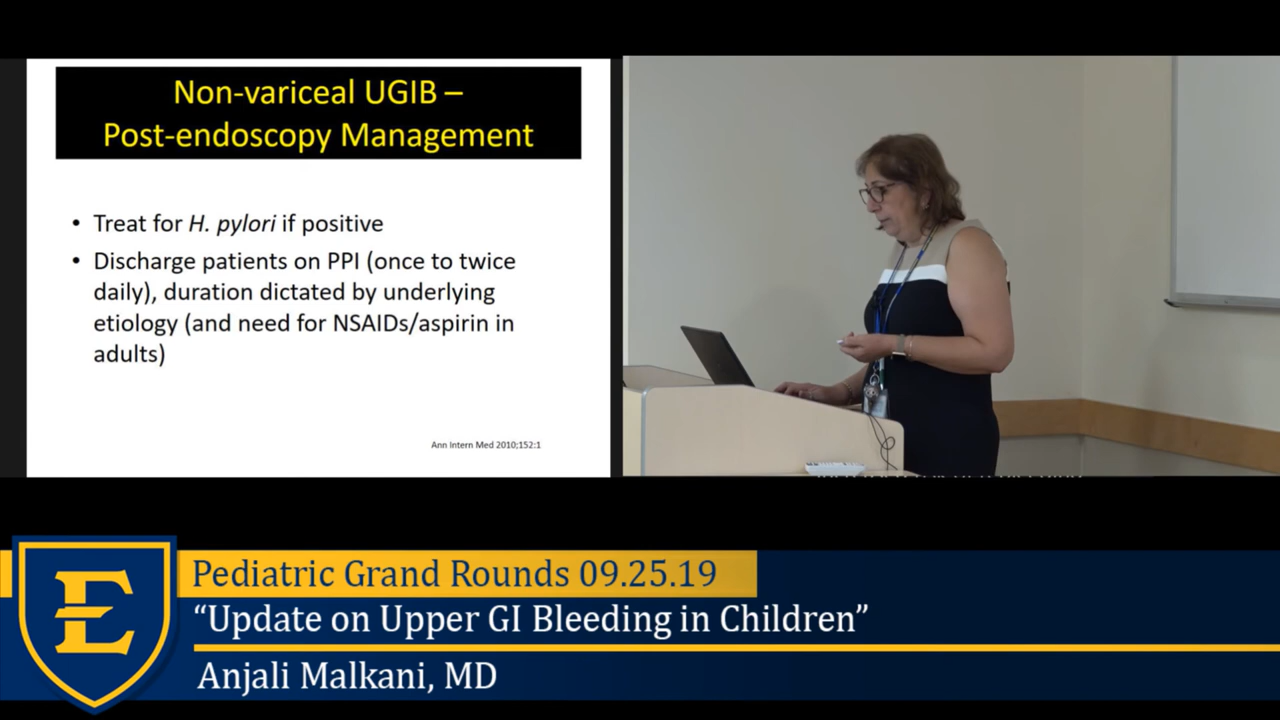 Non-variceal UGIB –
Post-endoscopy Management
• Treat for H. pylori if positive
• Discharge patients on PPI (once to twice
daily), duration dictated by underlying
etiology (and need for NSAIDs/aspirin in
adults)
Ann Intern Med 2010;152:1
E
Pediatric Grand Rounds 09.25.19
“Update on Upper GI Bleeding in Children”
Anjali Malkani, MD